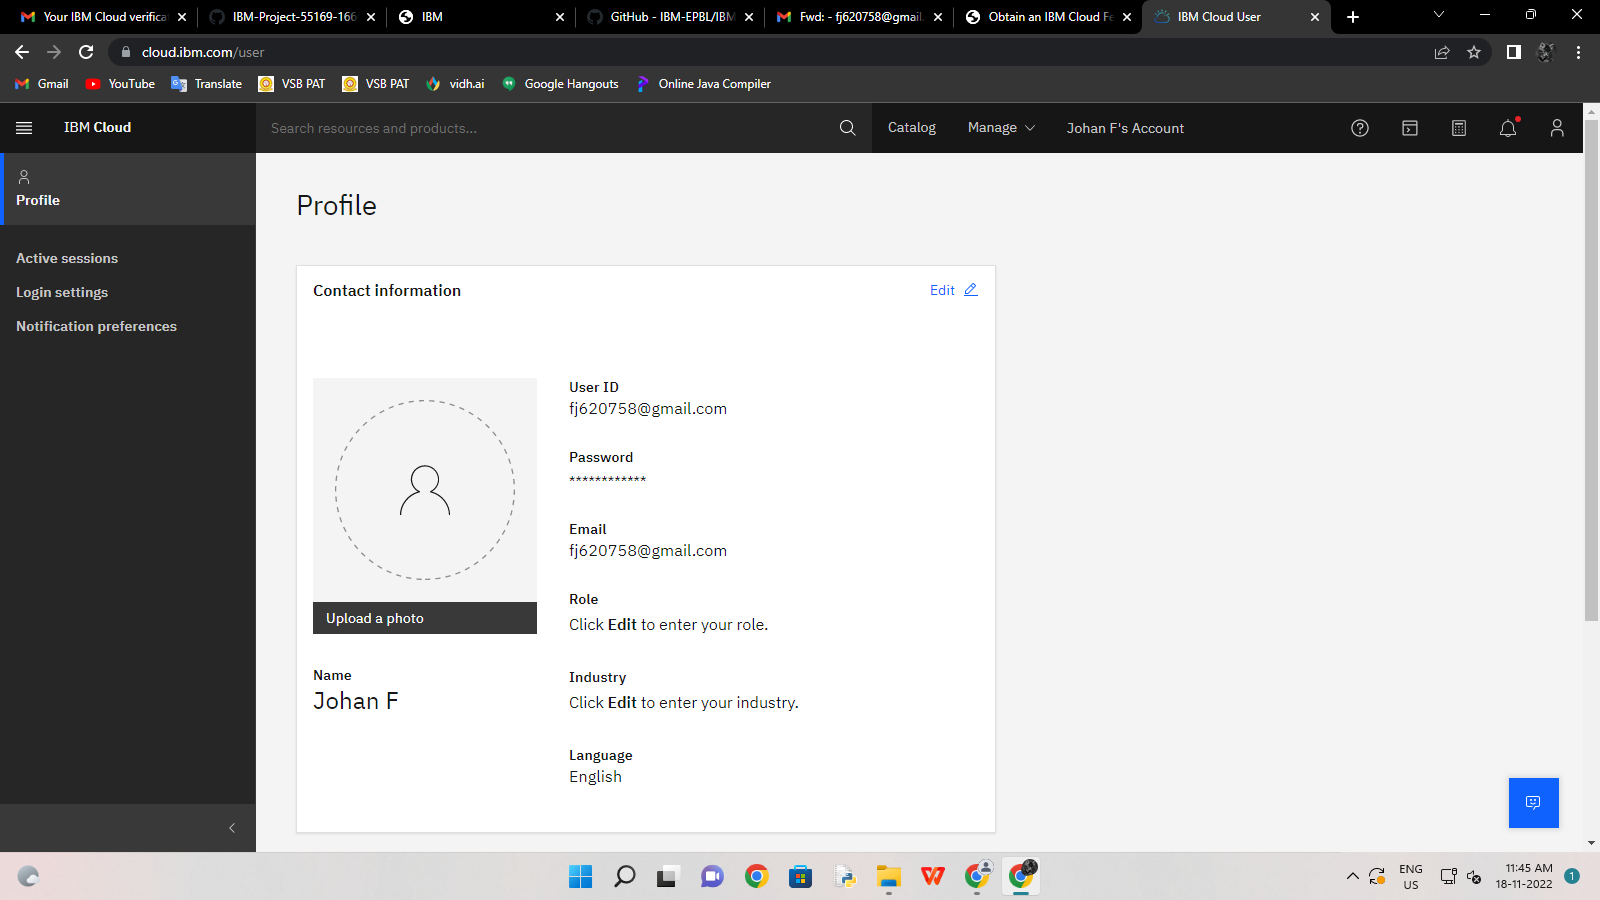 Your IBM Cloud verifica
IBM-Project-55169-166
IBM
GitHub - IBM-EPBL/IBM
Fwd: - fj620758@gmail.
Obtain an IBM Cloud Fe
IBM Cloud User
cloud.ibm.com/user
Gmail
YouTube
Translate
VSB PAT
VSB PAT
vidh.ai
Google Hangouts
Online Java Compiler
IBM Cloud
Search resources and products...
Catalog
Manage
Johan F's Account
Profile
Active sessions
Login settings
Notification preferences
Profile
Contact information
Edit
Upload a photo
Name
Johan F
User ID
fj620758@gmail.com
Password
************
Email
fj620758@gmail.com
Role
Click Edit to enter your role.
Industry
Click Edit to enter your industry.
Language
English
ENG
US
11:45 AM
18-11-2022
1